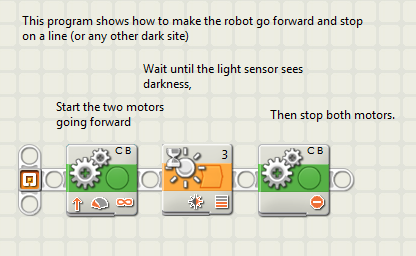 This program shows how to make the robot go forward and stop
on a line (or any other dark site)
Wait until the light sensor sees
darkness,
Start the two motors
going forward
Then stop both motors.
C B
3
C B